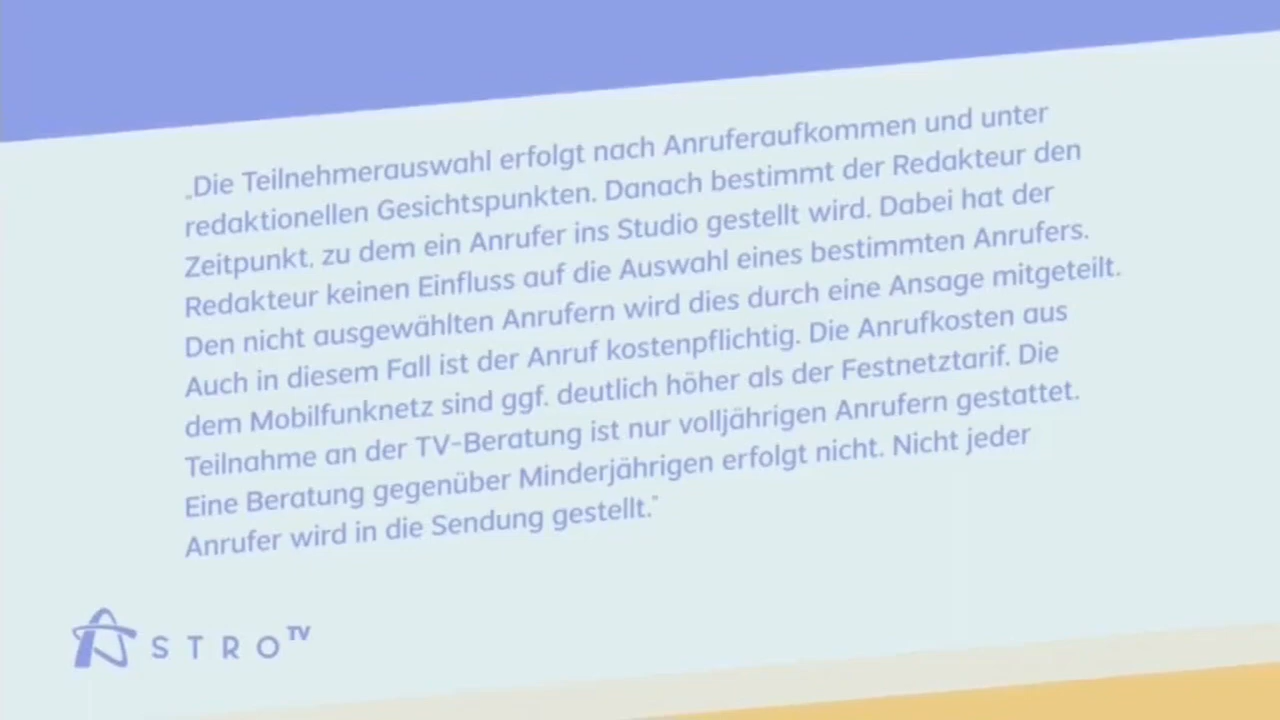 „Die Teilnehmerauswahl erfolgt nach Anruferaufkommen und unter
redaktionellen Gesichtspunkten. Danach bestimmt der Redakteur den
Zeitpunkt, zu dem ein Anrufer ins Studio gestellt wird. Dabei hat der
Redakteur keinen Einfluss auf die Auswahl eines bestimmten Anrufers.
Den nicht ausgewählten Anrufern wird dies durch eine Ansage mitgeteilt.
Auch in diesem Fall ist der Anruf kostenpflichtig. Die Anrufkosten aus
dem Mobilfunknetz sind ggf. deutlich höher als der Festnetztarif. Die
Teilnahme an der TV-Beratung ist nur volljährigen Anrufern gestattet.
Eine Beratung gegenüber Minderjährigen erfolgt nicht. Nicht jeder
Anrufer wird in die Sendung gestellt."
ASTRO TV